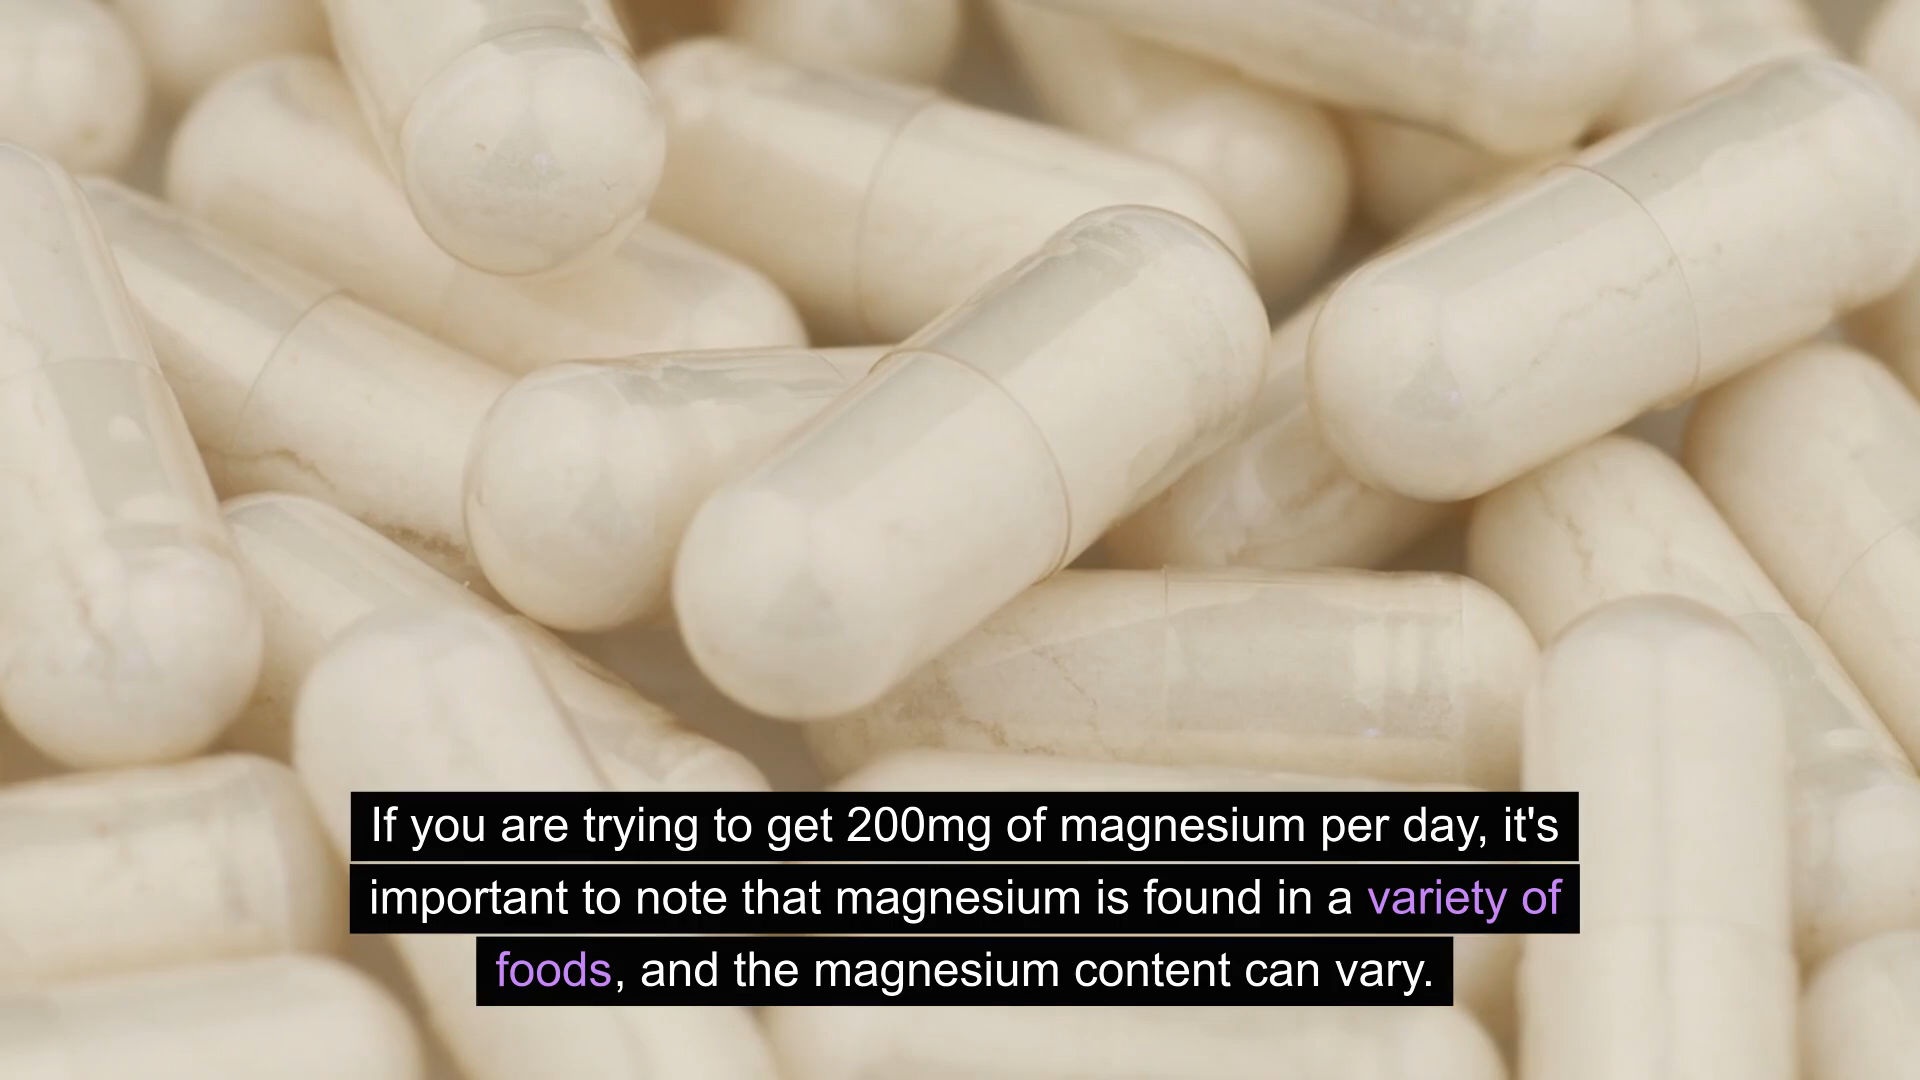 If you are trying to get 200mg of magnesium per day, it's
important to note that magnesium is found in a variety of
foods, and the magnesium content can vary.